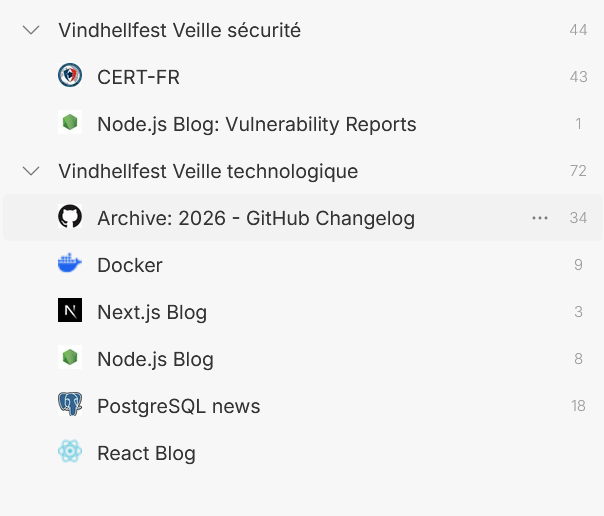 Vindhellfest Veille sécurité 44
CERT-FR 43
Node.js Blog: Vulnerability Reports 1
Vindhellfest Veille technologique 72
Archive: 2026 - GitHub Changelog ··· 34
Docker 9
Next.js Blog 3
Node.js Blog 8
PostgreSQL news 18
React Blog